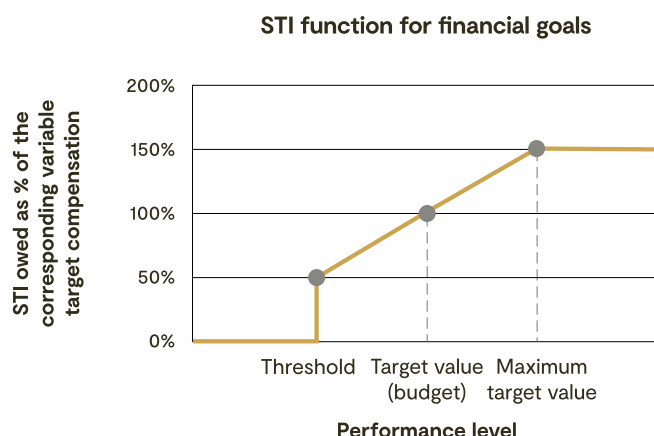 STI function for financial goals
STI owed as % of the
corresponding variable
target compensation
200%
150%
100%
50%
0%
Threshold
Target value
(budget)
Maximum
target value
Performance level